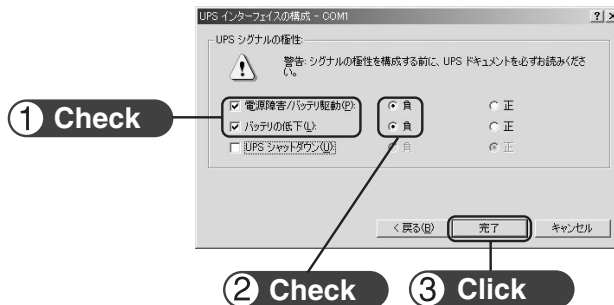 UPS インターフェイスの構成 - COM1
UPS シグナルの極性:
警告: シグナルの極性を構成する前に、UPS ドキュメントを必ずお読みくださ
い。
電源障害/バッテリ駆動(P): 負 正
① Check
バッテリの低下(L): 負 正
UPS シャットダウン(U): 負 正
< 戻る(B) 完了 キャンセル
② Check ③ Click